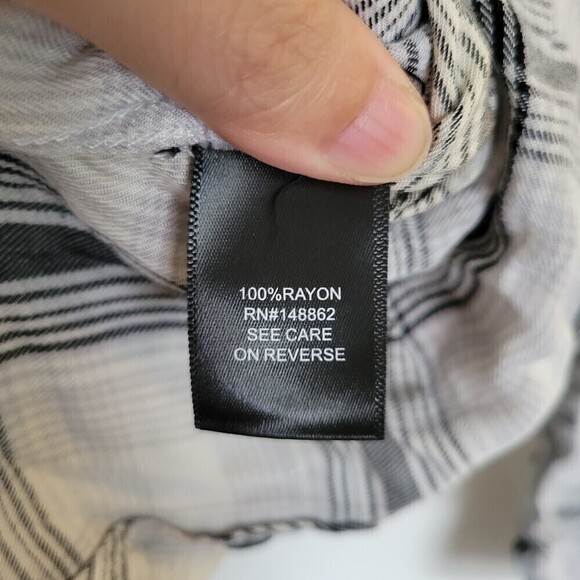 100%RAYON
RN#148862
SEE CARE
ON REVERSE